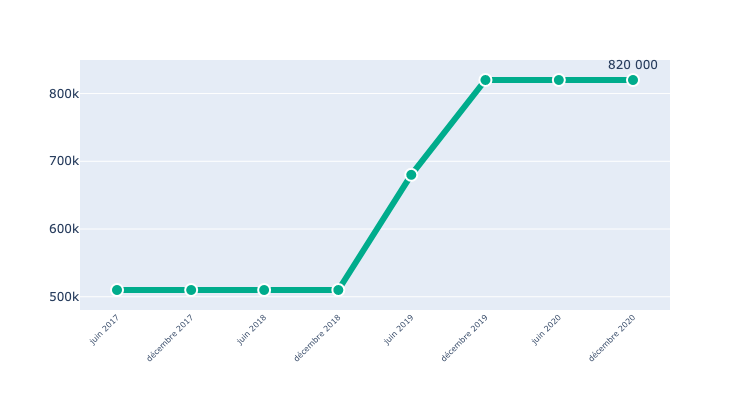 820 000
800k
700k
600k
500k
juin 2017
décembre 2017
juin 2018
décembre 2018
juin 2019
décembre 2019
juin 2020
décembre 2020